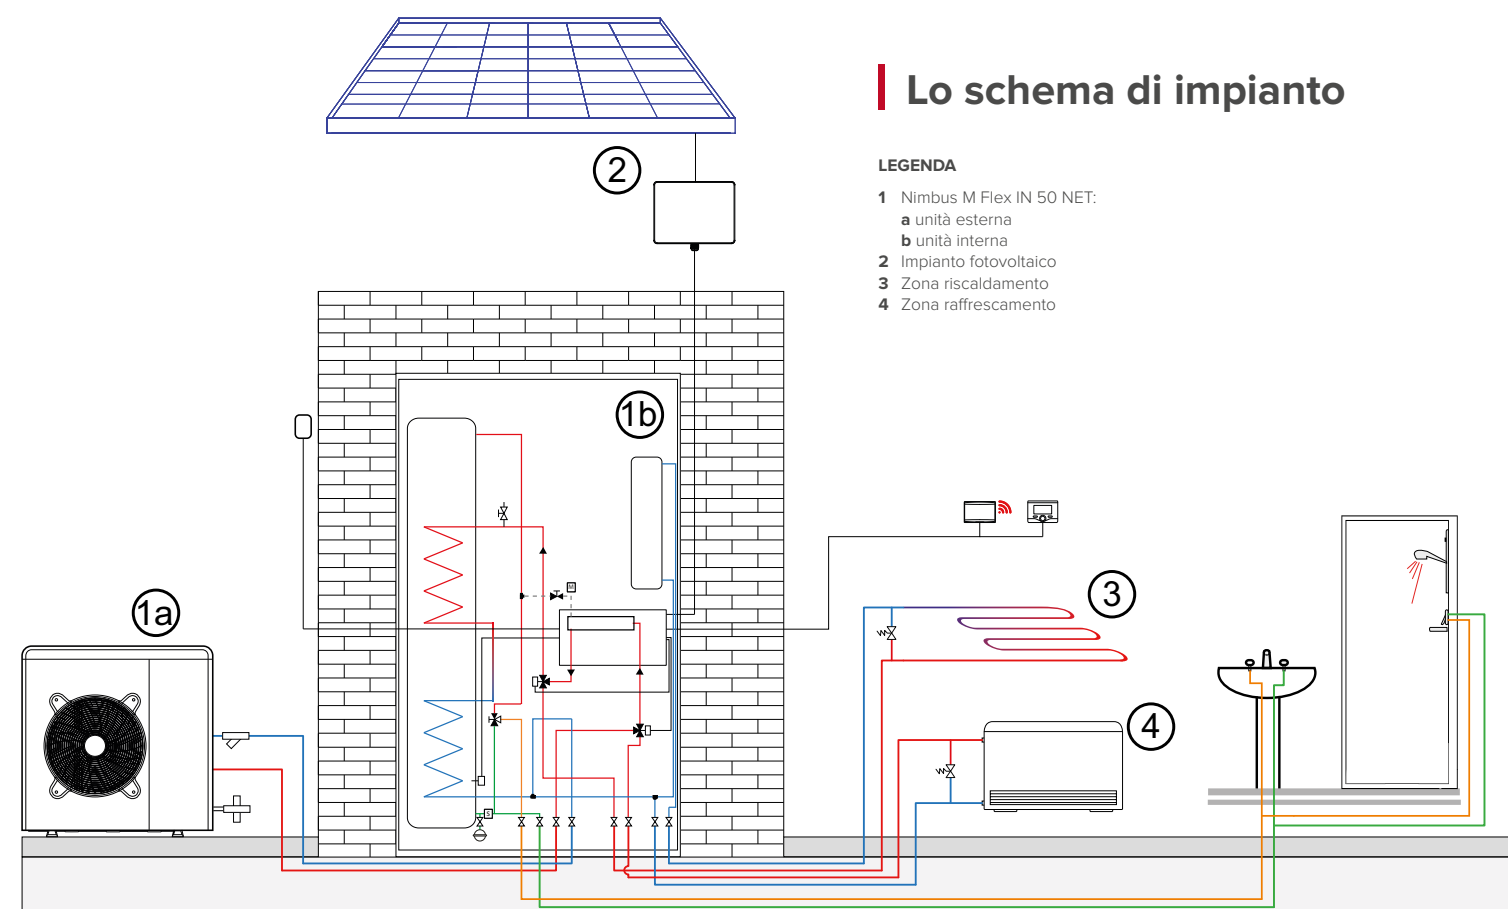 Lo schema di impianto
LEGENDA
1 Nimbus M Flex IN 50 NET:
a unità esterna
b unità interna
2 Impianto fotovoltaico
3 Zona riscaldamento
4 Zona raffrescamento
2
1b
M
3
1a
4
S